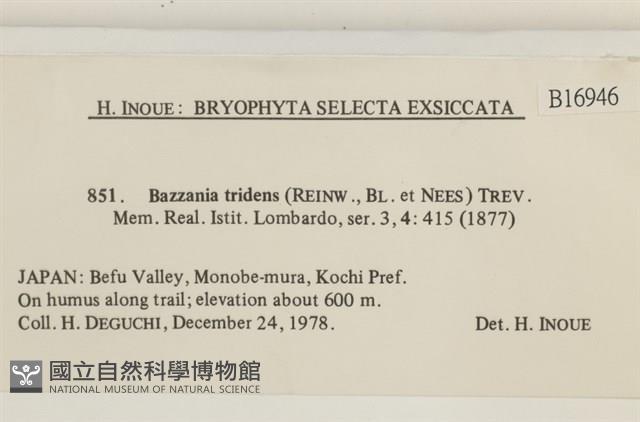 H. INOUE: BRYOPHYTA SELECTA EXSICCATA
B16946
851. Bazzania tridens (REINW., BL. et NEES) TREV.
Mem. Real. Istit. Lombardo, ser. 3, 4: 415 (1877)
JAPAN: Befu Valley, Monobe-mura, Kochi Pref.
On humus along trail; elevation about 600 m.
Coll. H. DEGUCHI, December 24, 1978. Det. H. INOUE
國立自然科學博物館
NATIONAL MUSEUM OF NATURAL SCIENCE